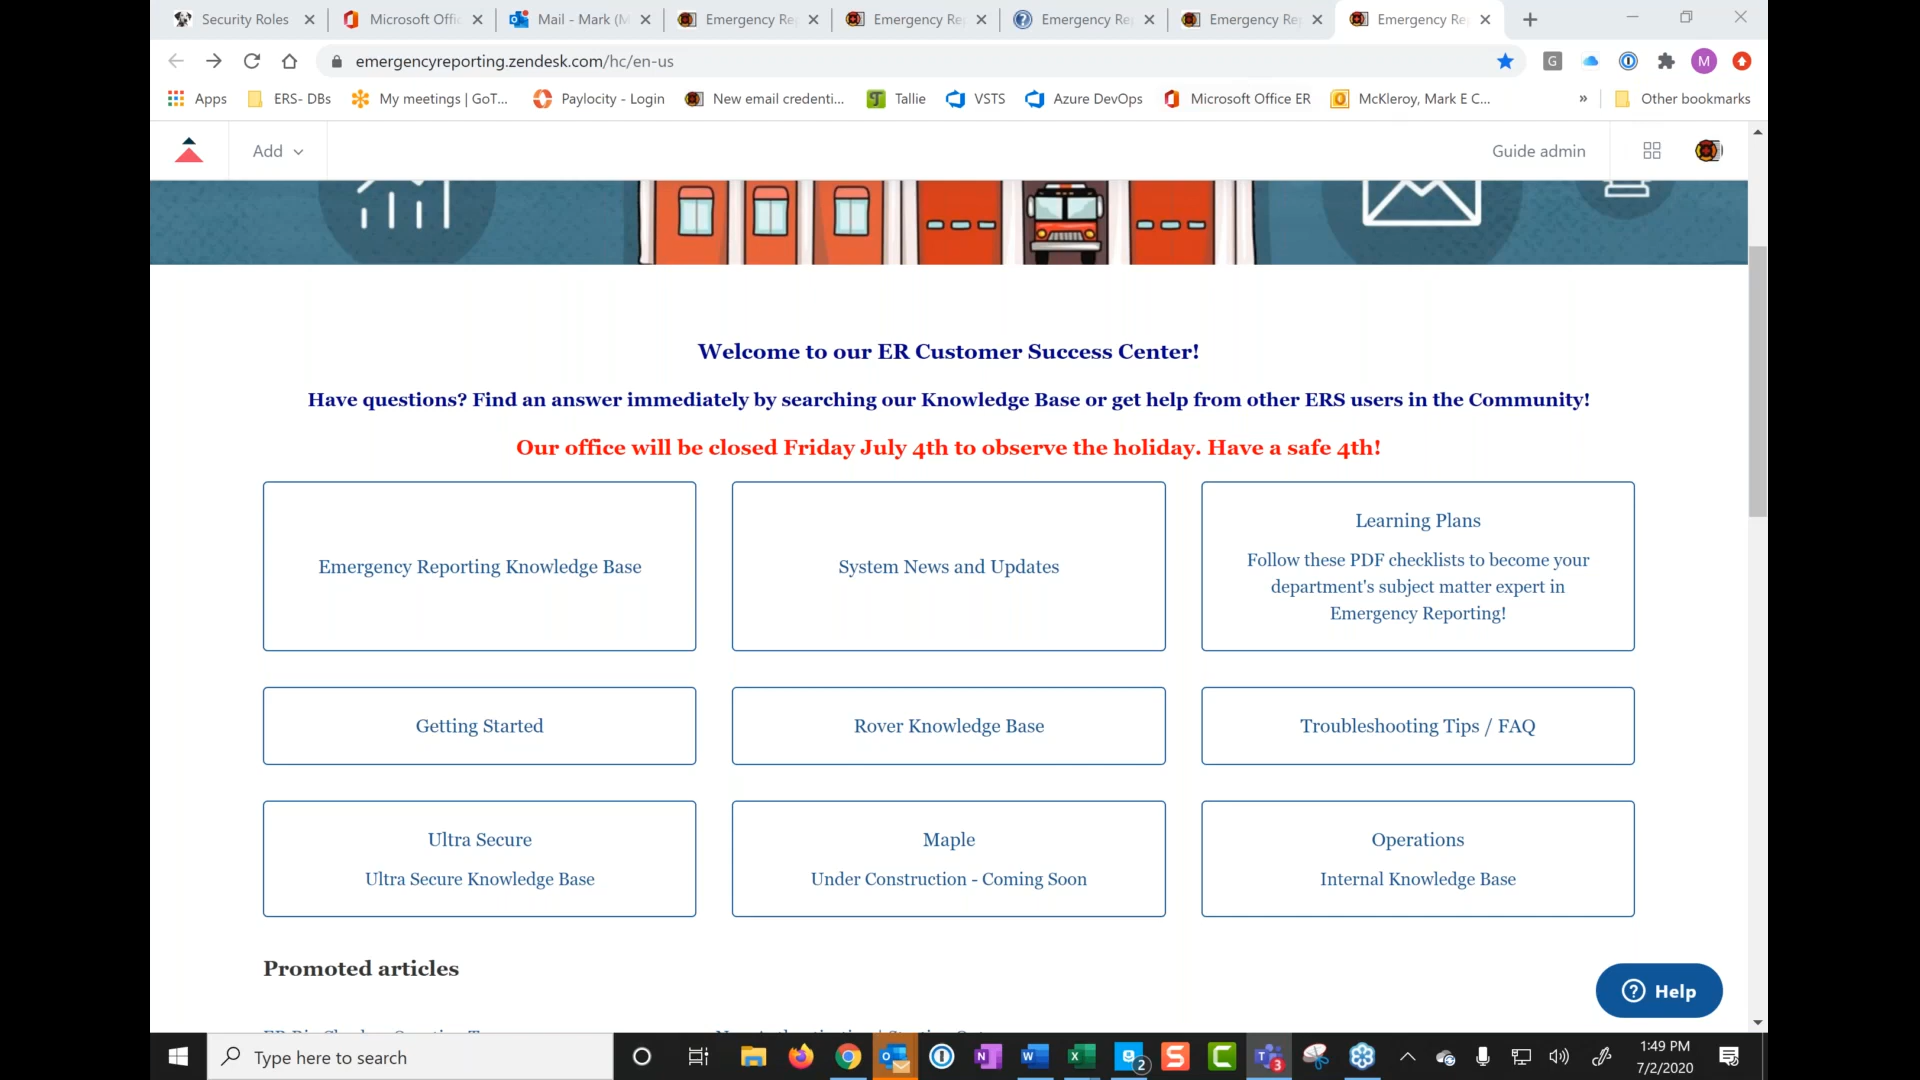 Security Roles
Microsoft Offic
Mail - Mark (M
Emergency Re
Emergency Re
Emergency Re
Emergency Re
Emergency Re
emergencyreporting.zendesk.com/hc/en-us
G
M
Apps
ERS- DBs
My meetings | GoT...
Paylocity - Login
New email credenti...
Tallie
VSTS
Azure DevOps
Microsoft Office ER
McKleroy, Mark E C...
»
Other bookmarks
Add
Guide admin
Welcome to our ER Customer Success Center!
Have questions? Find an answer immediately by searching our Knowledge Base or get help from other ERS users in the Community!
Our office will be closed Friday July 4th to observe the holiday. Have a safe 4th!
Emergency Reporting Knowledge Base
System News and Updates
Learning Plans
Follow these PDF checklists to become your
department's subject matter expert in
Emergency Reporting!
Getting Started
Rover Knowledge Base
Troubleshooting Tips / FAQ
Ultra Secure
Ultra Secure Knowledge Base
Maple
Under Construction - Coming Soon
Operations
Internal Knowledge Base
Promoted articles
Help
Type here to search
2
3
1:49 PM
7/2/2020